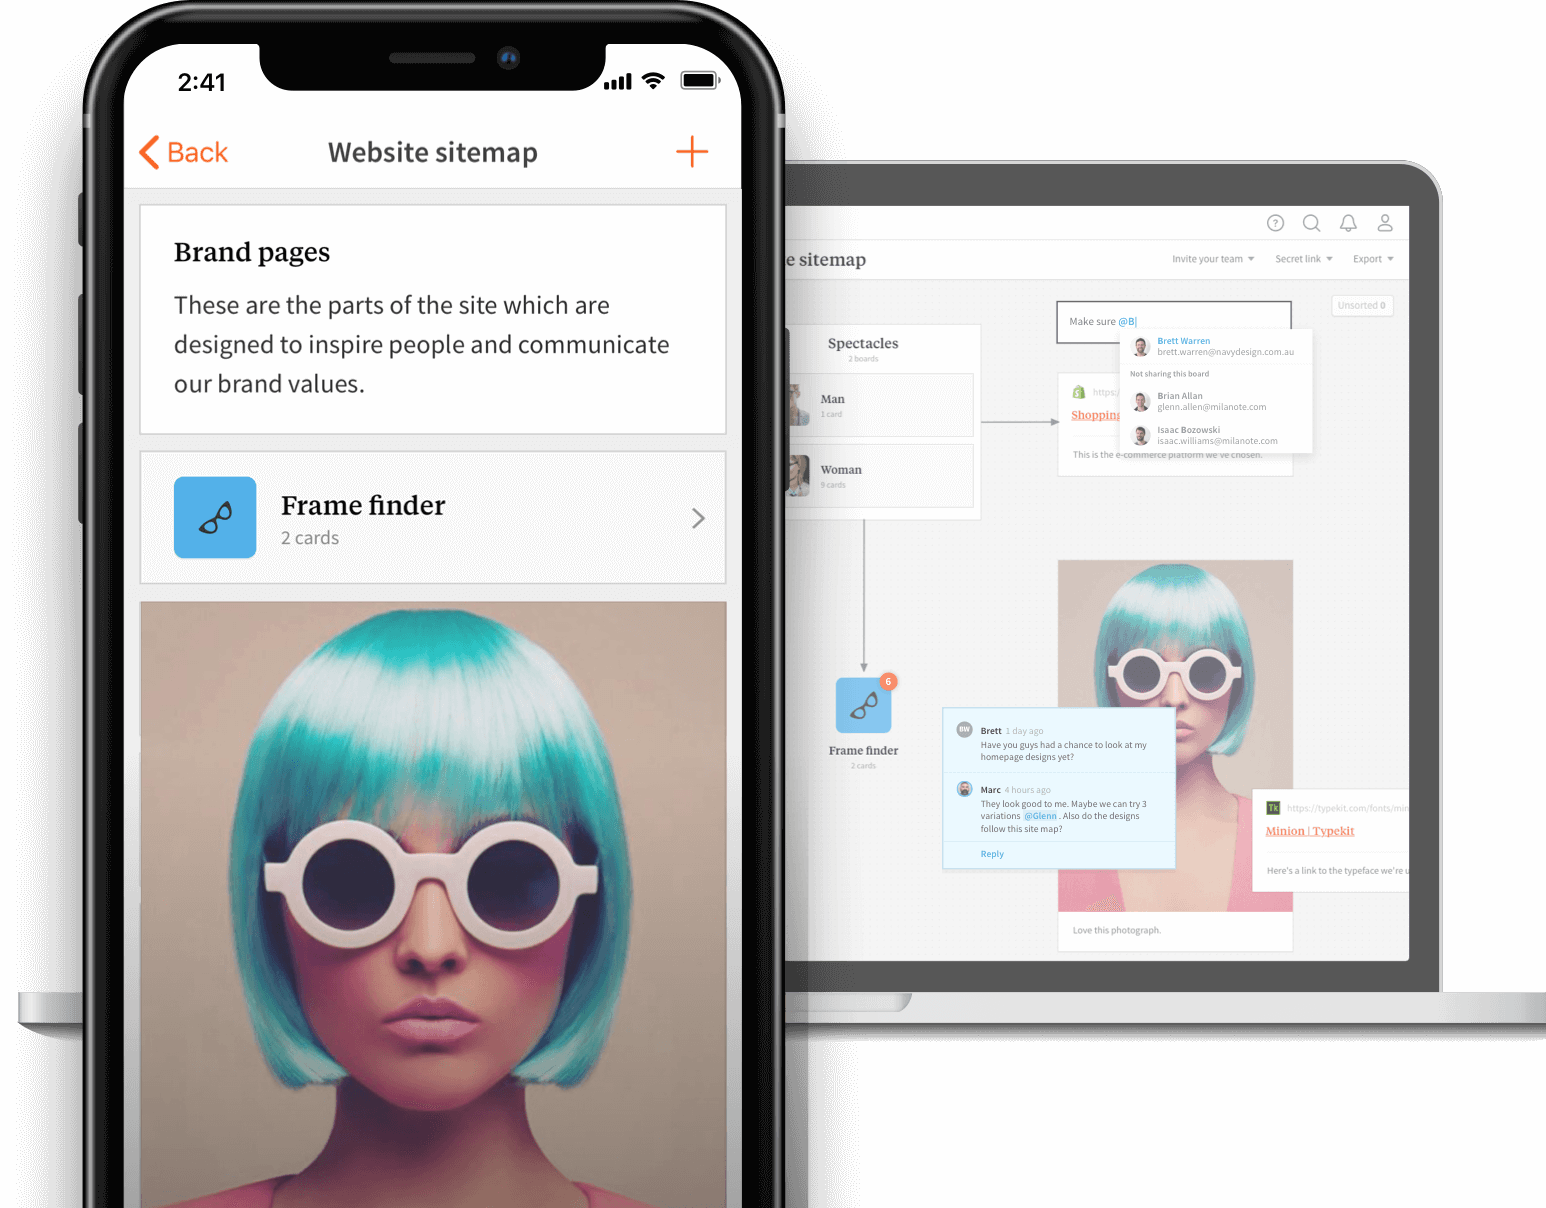 2:41
Back
Website sitemap
Brand pages
These are the parts of the site which are
designed to inspire people and communicate
our brand values.
Frame finder
2 cards
e sitemap
Invite your team
Secret link
Export
Unsorted 0
Make sure @B
Brett Warren
brett.warren@navydesign.com.au
Not sharing this board
Brian Allan
glenn.allen@milanote.com
Isaac Bozowski
isaac.williams@milanote.com
Spectacles
2 boards
Man
1 card
Woman
9 cards
https:/
Shopping
This is the e-commerce platform we've chosen.
6
Frame finder
2 cards
BW
Brett 1 day ago
Have you guys had a chance to look at my
homepage designs yet?
Marc 4 hours ago
They look good to me. Maybe we can try 3
variations @Glenn . Also do the designs
follow this site map?
Reply
Tk
https://typekit.com/fonts/min
Minion | Typekit
Here's a link to the typeface we're u
Love this photograph.